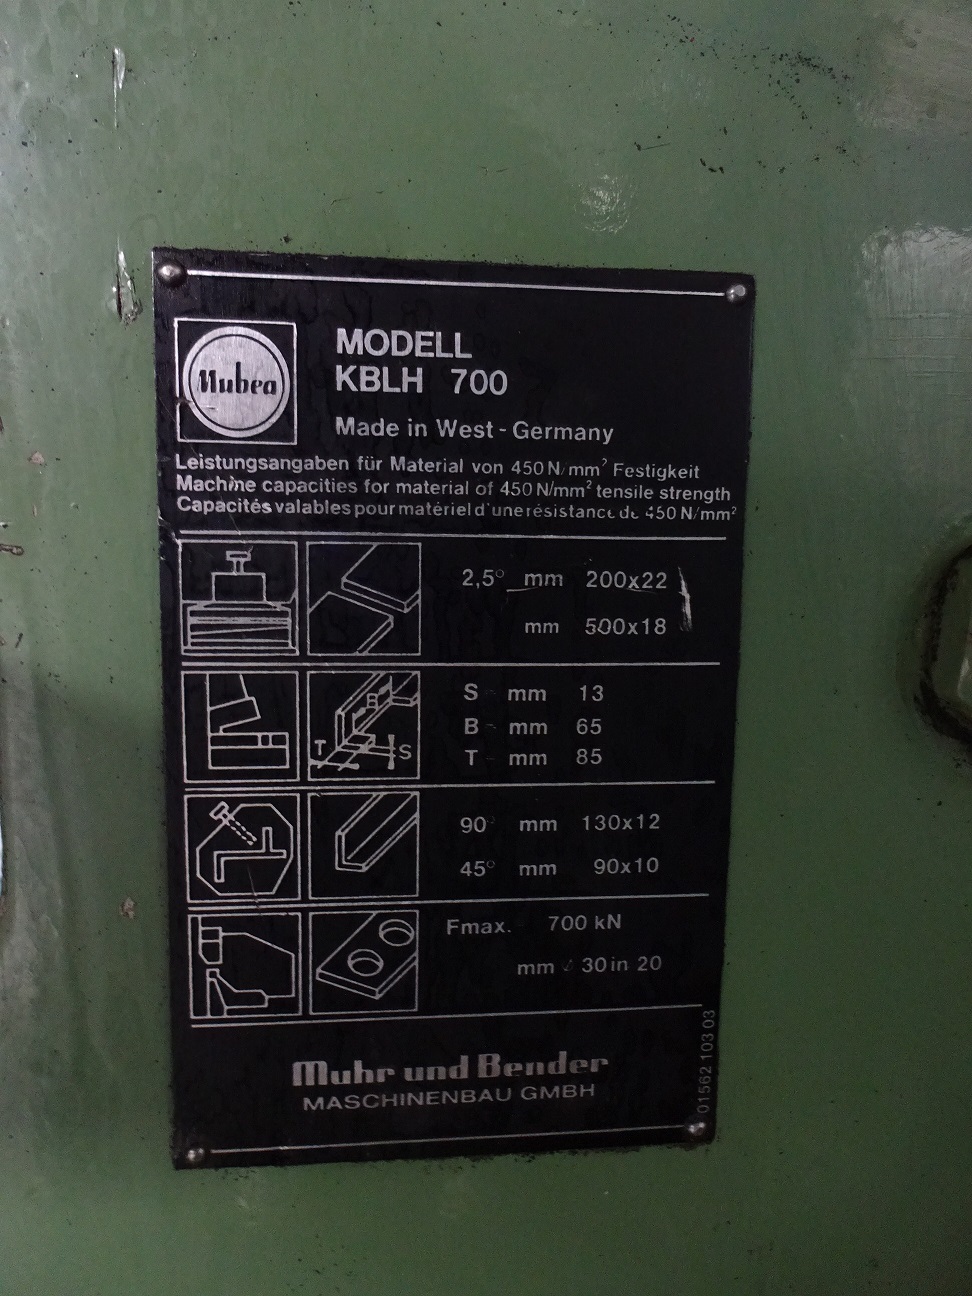 Mubea
MODELL
KBLH 700
Made in West - Germany
Leistungsangaben für Material von 450 N/mm² Festigkeit
Machine capacities for material of 450 N/mm² tensile strength
Capacités valables pour matériel d'une résistance de 450 N/mm²
2,5° mm 200x22
mm 500x18
T S
S mm 13
B mm 65
T mm 85
90° mm 130x12
45° mm 90x10
Fmax. 700 kN
mm 30 in 20
Muhr und Bender
MASCHINENBAU GMBH
01562 103 03